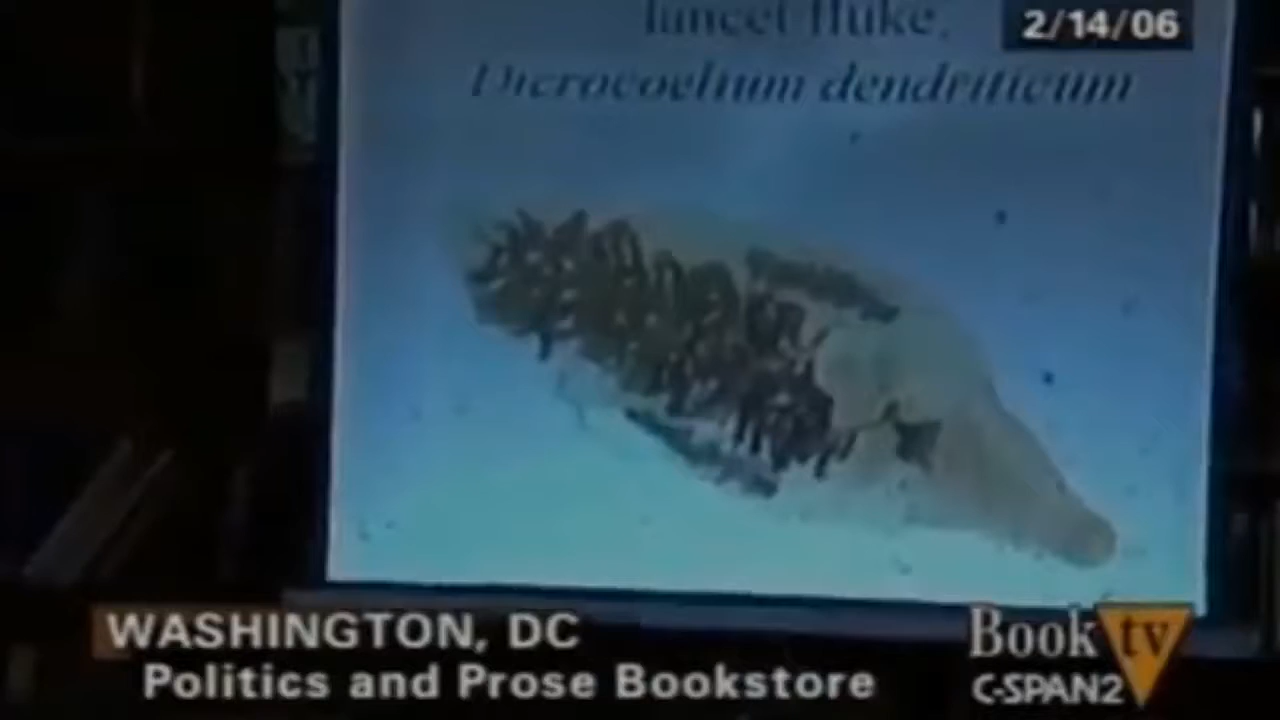 lancet fluke,
2/14/06
Dicrocoelium dendriticum
WASHINGTON, DC
Politics and Prose Bookstore
Book tv
C-SPAN2